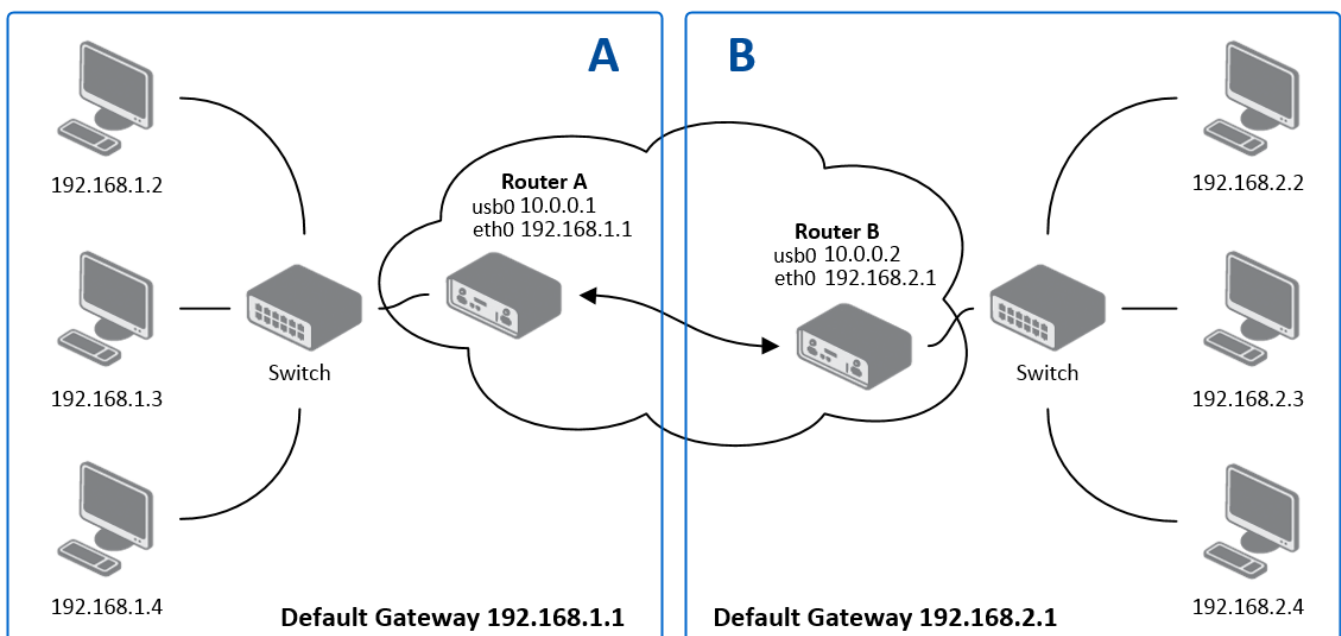 A
192.168.1.2
192.168.1.3
192.168.1.4
Switch
Router A
usb0 10.0.0.1
eth0 192.168.1.1
Default Gateway 192.168.1.1
B
Router B
usb0 10.0.0.2
eth0 192.168.2.1
Switch
192.168.2.2
192.168.2.3
192.168.2.4
Default Gateway 192.168.2.1